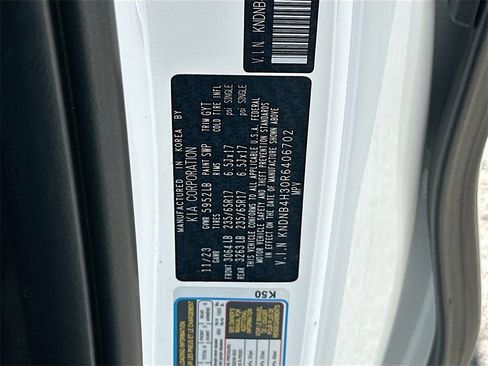 MANUFACTURED IN KOREA BY
KIA CORPORATION
11/23 GVWR 5952LB PAINT SWP TRIM GYT
GAWR TIRES RIMS COLD TIRE INFL
FRONT 3064LB 235/65R17 6.5Jx17 psi SINGLE
REAR 3263LB 235/65R17 6.5Jx17 psi SINGLE
THIS VEHICLE CONFORMS TO ALL APPLICABLE U.S.A. FEDERAL
MOTOR VEHICLE SAFETY AND THEFT PREVENTION STANDARDS
IN EFFECT ON THE DATE OF MANUFACTURE SHOWN ABOVE
V.I.N KNDNB4H30R6406702
MPV
V.I.N KNDNB
K50